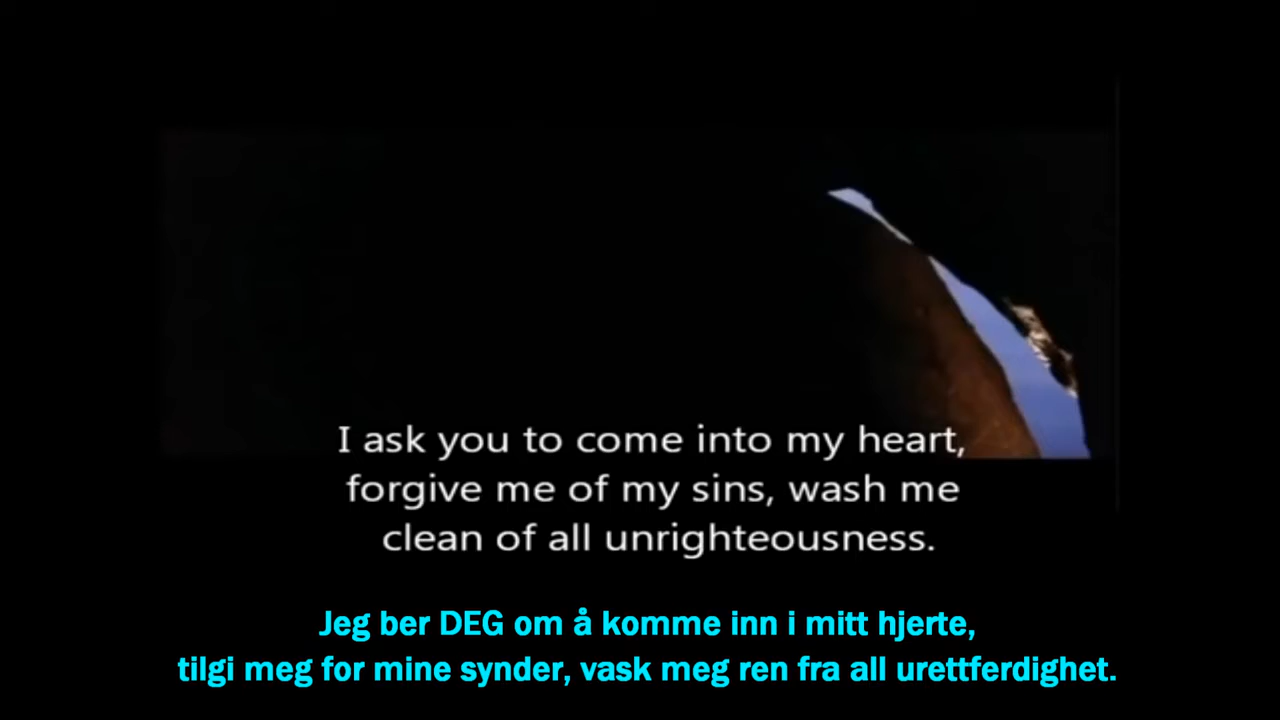 I ask you to come into my heart,
forgive me of my sins, wash me
clean of all unrighteousness.
Jeg ber DEG om å komme inn i mitt hjerte,
tilgi meg for mine synder, vask meg ren fra all urettferdighet.